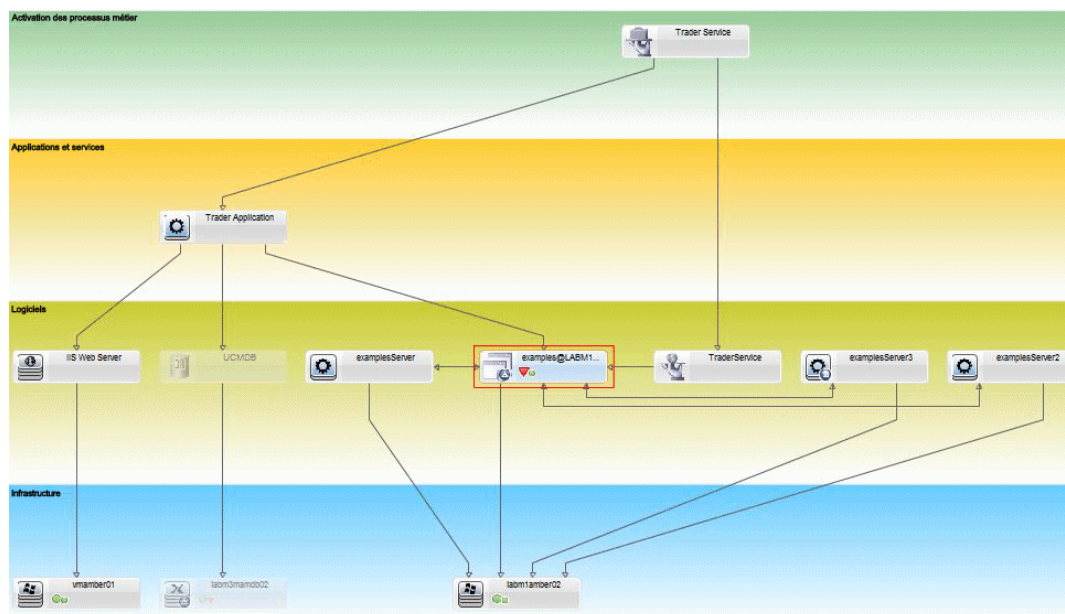 Activation des processus métier
Trader Service
Applications et services
Trader Application
Logiciels
IIS Web Server
UCMDB
examplesServer
examples@LABM1...
TraderService
examplesServer3
examplesServer2
Infrastructure
vmamber01
labm3mamdb02
labm1amber02